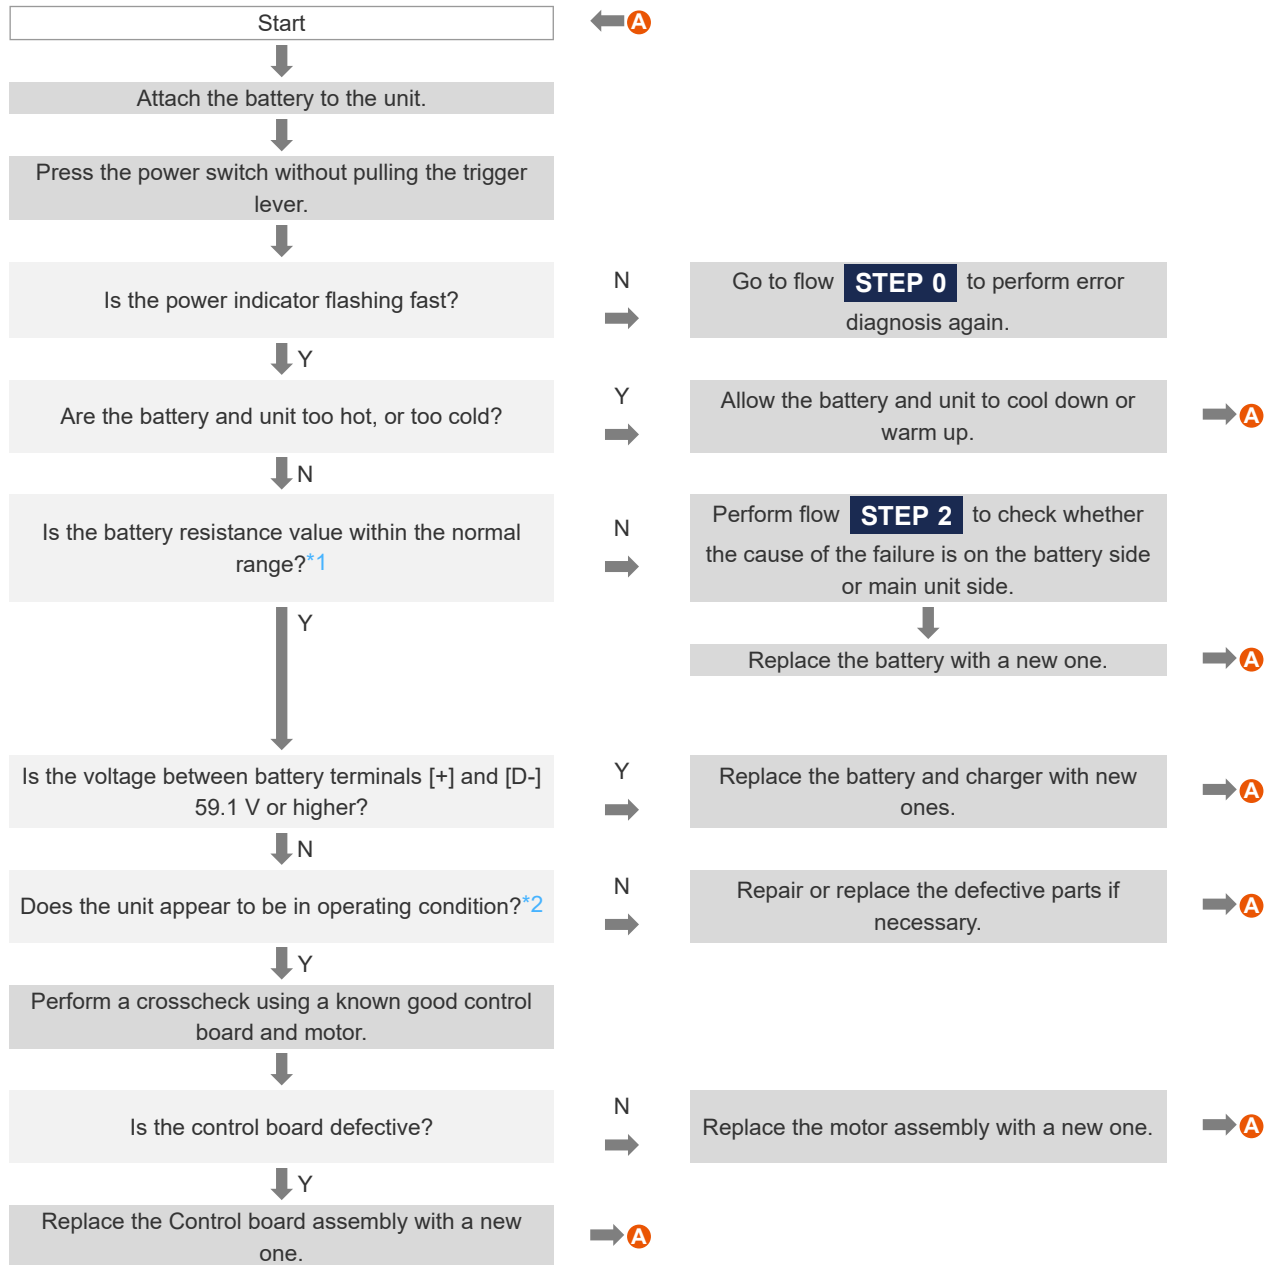 Start
A
Attach the battery to the unit.
Press the power switch without pulling the trigger
lever.
Is the power indicator flashing fast?
N
Go to flow STEP 0 to perform error
diagnosis again.
Y
Are the battery and unit too hot, or too cold?
Y
Allow the battery and unit to cool down or
warm up.
A
N
Is the battery resistance value within the normal
range?*1
N
Perform flow STEP 2 to check whether
the cause of the failure is on the battery side
or main unit side.
Y
Replace the battery with a new one.
A
Is the voltage between battery terminals [+] and [D-]
59.1 V or higher?
Y
Replace the battery and charger with new
ones.
A
N
Does the unit appear to be in operating condition?*2
N
Repair or replace the defective parts if
necessary.
A
Y
Perform a crosscheck using a known good control
board and motor.
Is the control board defective?
N
Replace the motor assembly with a new one.
A
Y
Replace the Control board assembly with a new
one.
A